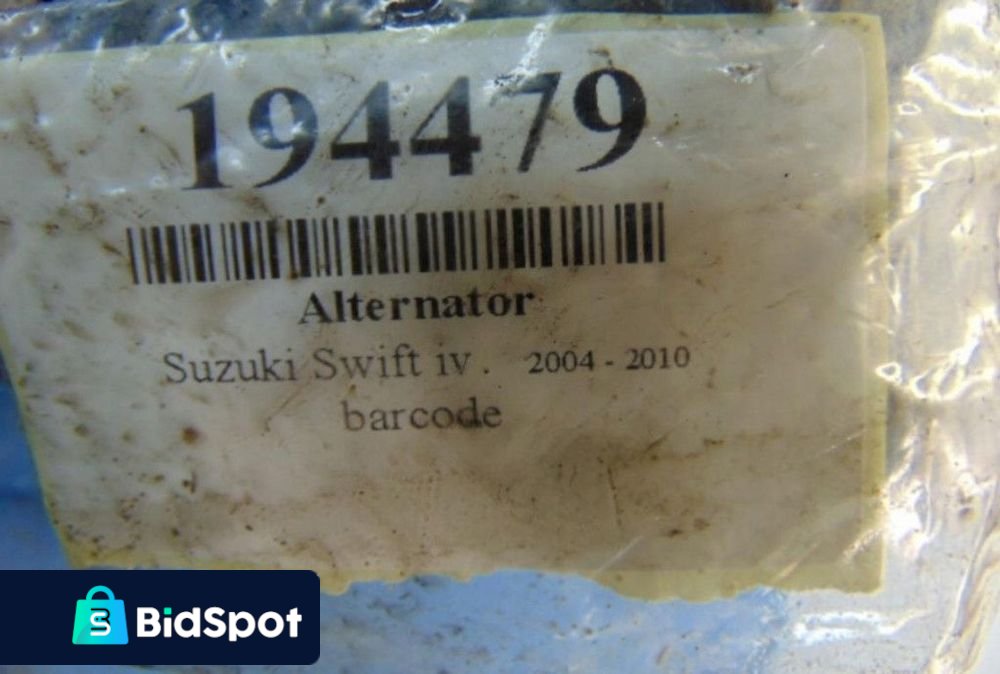 194479
Alternator
Suzuki Swift iv. 2004 - 2010
barcode
BidSpot